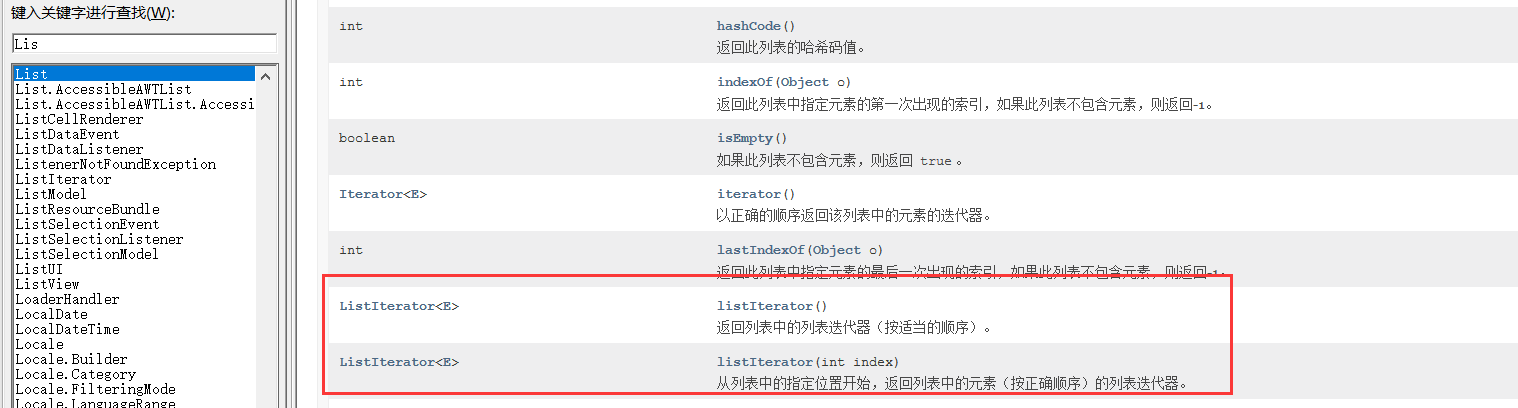 键入关键字进行查找(W):
Lis
List
List.AccessibleAWTList
List.AccessibleAWTList.Accessi
ListCellRenderer
ListDataEvent
ListDataListener
ListenerNotFoundException
ListIterator
ListModel
ListResourceBundle
ListSelectionEvent
ListSelectionListener
ListSelectionModel
ListUI
ListView
LoaderHandler
LocalDate
LocalDateTime
Locale
Locale.Builder
Locale.Category
Locale.FilteringMode
Locale.LanguageRange
int hashCode()
返回此列表的哈希码值。
int indexOf(Object o)
返回此列表中指定元素的第一次出现的索引，如果此列表不包含元素，则返回-1。
boolean isEmpty()
如果此列表不包含元素，则返回 true 。
Iterator<E> iterator()
以正确的顺序返回该列表中的元素的迭代器。
int lastIndexOf(Object o)
返回此列表中指定元素的最后一次出现的索引，如果此列表不包含元素，则返回-1。
ListIterator<E> listIterator()
返回列表中的列表迭代器（按适当的顺序）。
ListIterator<E> listIterator(int index)
从列表中的指定位置开始，返回列表中的元素（按正确顺序）的列表迭代器。